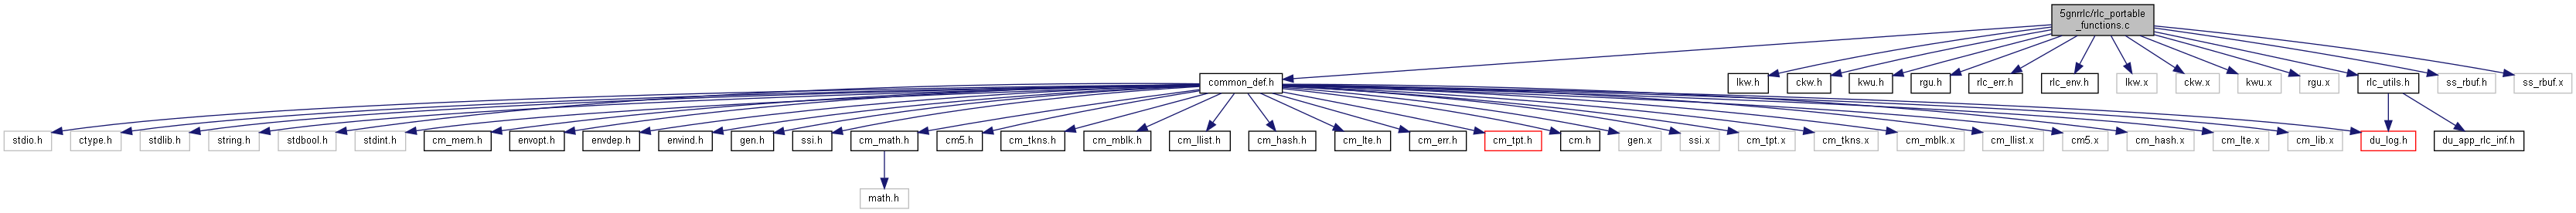 5gnrrlc/rlc_portable
_functions.c
common_def.h
lkw.h
ckw.h
kwu.h
rgu.h
rlc_err.h
rlc_env.h
lkw.x
ckw.x
kwu.x
rgu.x
rlc_utils.h
ss_rbuf.h
ss_rbuf.x
stdio.h
ctype.h
stdlib.h
string.h
stdbool.h
stdint.h
cm_mem.h
envopt.h
envdep.h
envind.h
gen.h
ssi.h
cm_math.h
cm5.h
cm_tkns.h
cm_mblk.h
cm_llist.h
cm_hash.h
cm_lte.h
cm_err.h
cm_tpt.h
cm.h
gen.x
ssi.x
cm_tpt.x
cm_tkns.x
cm_mblk.x
cm_llist.x
cm5.x
cm_hash.x
cm_lte.x
cm_lib.x
du_log.h
du_app_rlc_inf.h
math.h